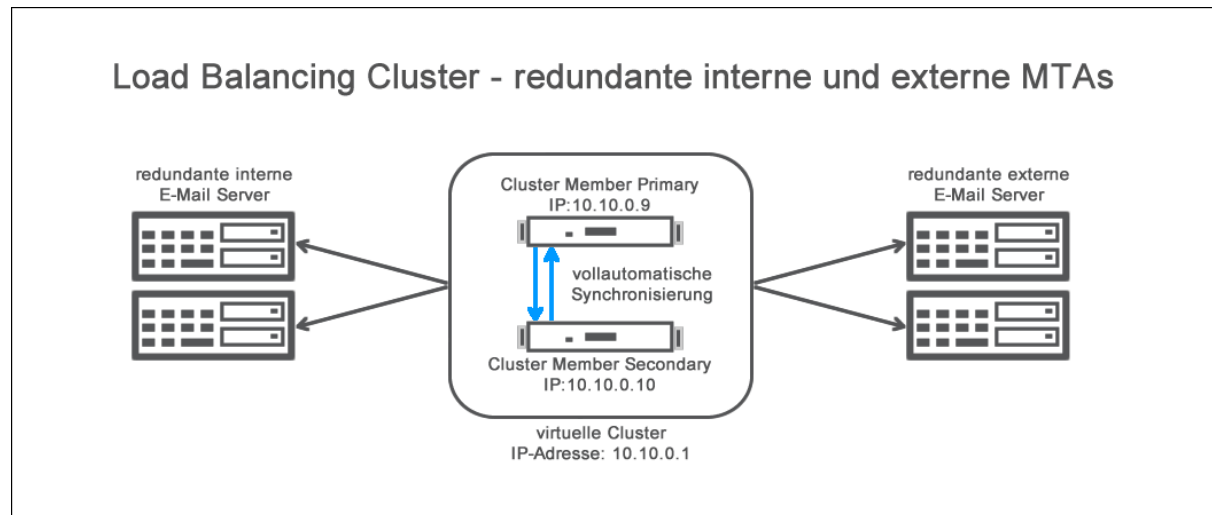 Load Balancing Cluster - redundante interne und externe MTAs
redundante interne
E-Mail Server
Cluster Member Primary
IP:10.10.0.9
vollautomatische
Synchronisierung
Cluster Member Secondary
IP:10.10.0.10
virtuelle Cluster
IP-Adresse: 10.10.0.1
redundante externe
E-Mail Server